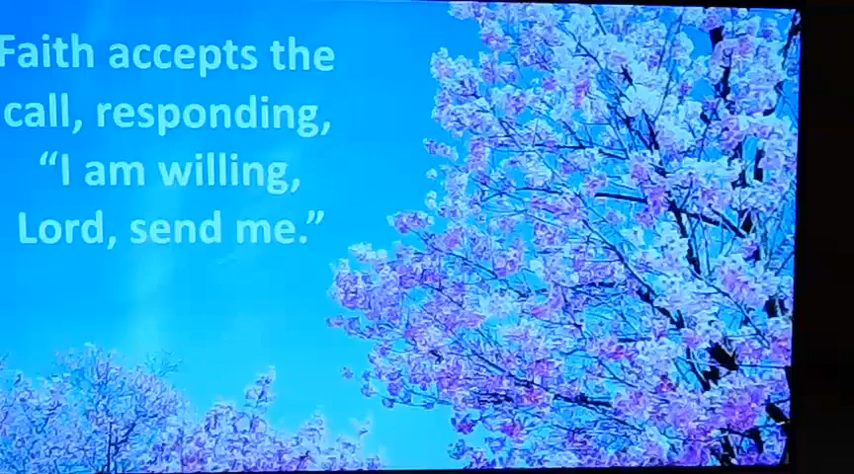 Faith accepts the
call, responding,
“I am willing,
Lord, send me.”